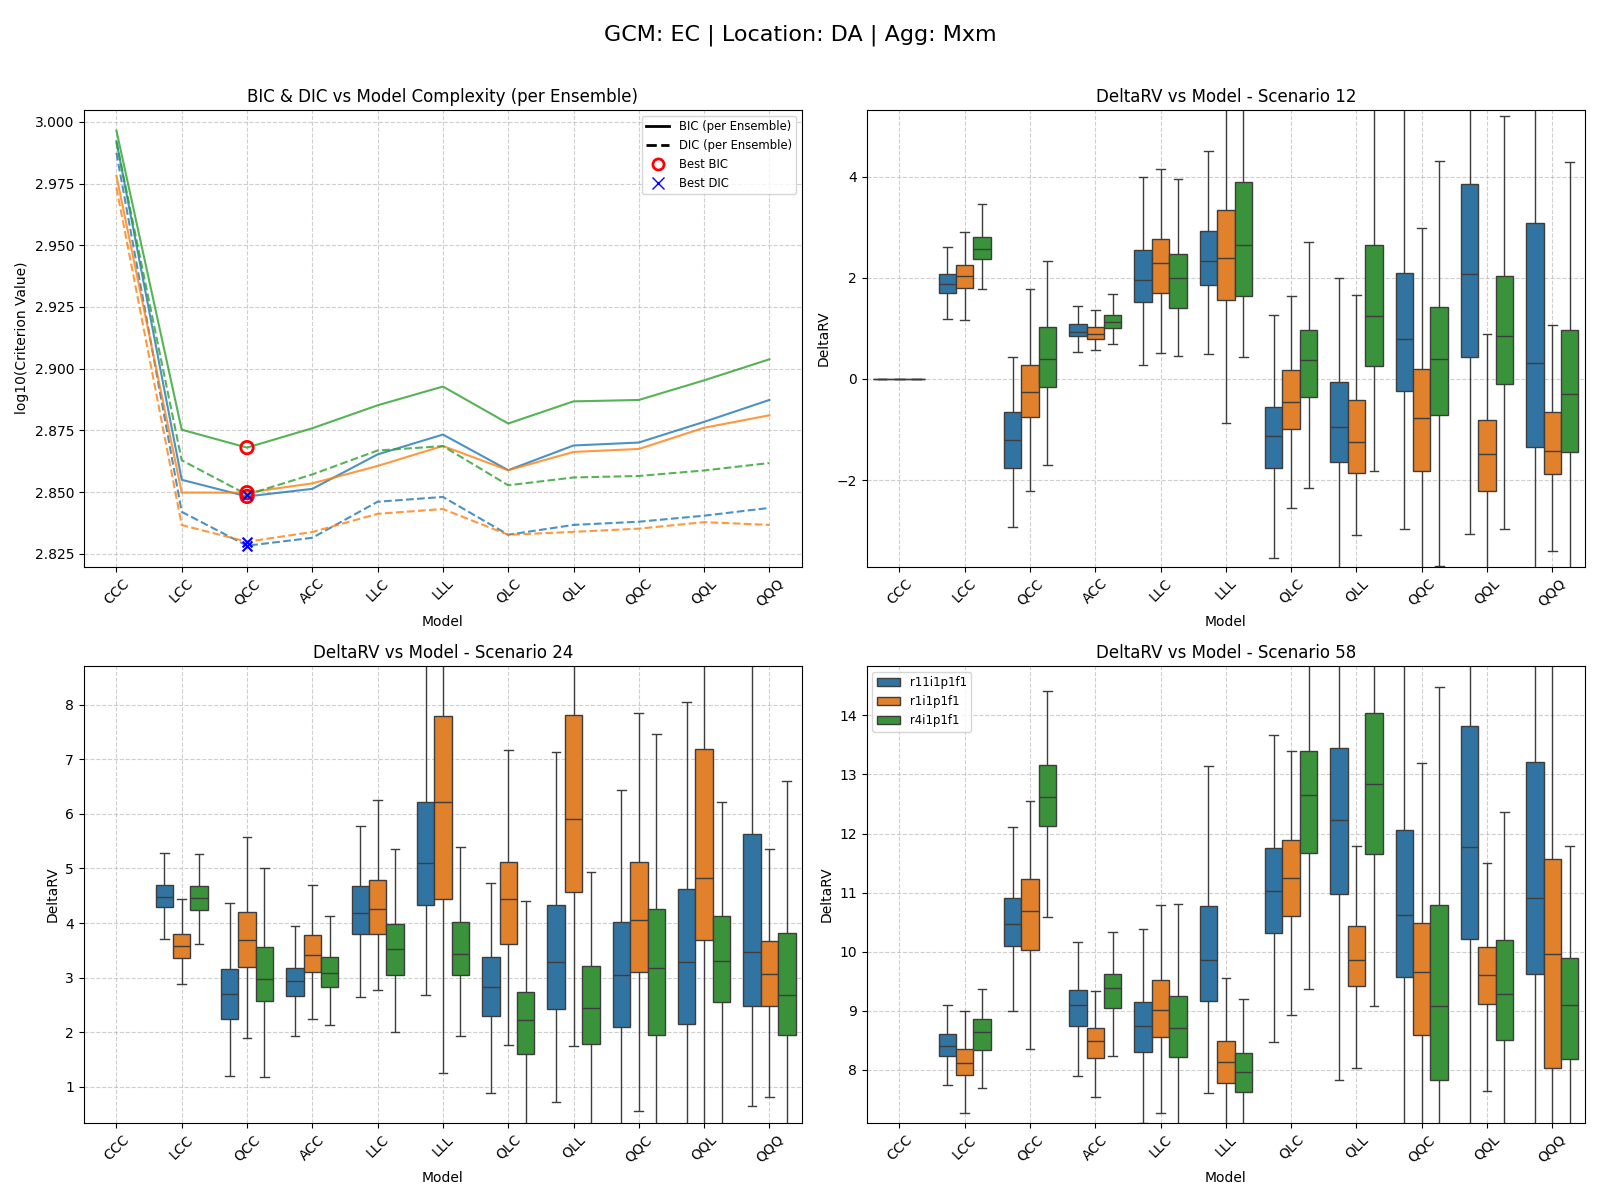 GCM: EC | Location: DA | Agg: Mxm
BIC & DIC vs Model Complexity (per Ensemble)
log10(Criterion Value)
3.000
2.975
2.950
2.925
2.900
2.875
2.850
2.825
BIC (per Ensemble)
DIC (per Ensemble)
Best BIC
Best DIC
CCC LCC QCC ACC LLC LLL QLC QLL QQC QQL QQQ
Model
DeltaRV vs Model - Scenario 12
DeltaRV
4
2
0
−2
CCC LCC QCC ACC LLC LLL QLC QLL QQC QQL QQQ
Model
DeltaRV vs Model - Scenario 24
DeltaRV
8
7
6
5
4
3
2
1
CCC LCC QCC ACC LLC LLL QLC QLL QQC QQL QQQ
Model
DeltaRV vs Model - Scenario 58
DeltaRV
14
13
12
11
10
9
8
r11i1p1f1
r1i1p1f1
r4i1p1f1
CCC LCC QCC ACC LLC LLL QLC QLL QQC QQL QQQ
Model